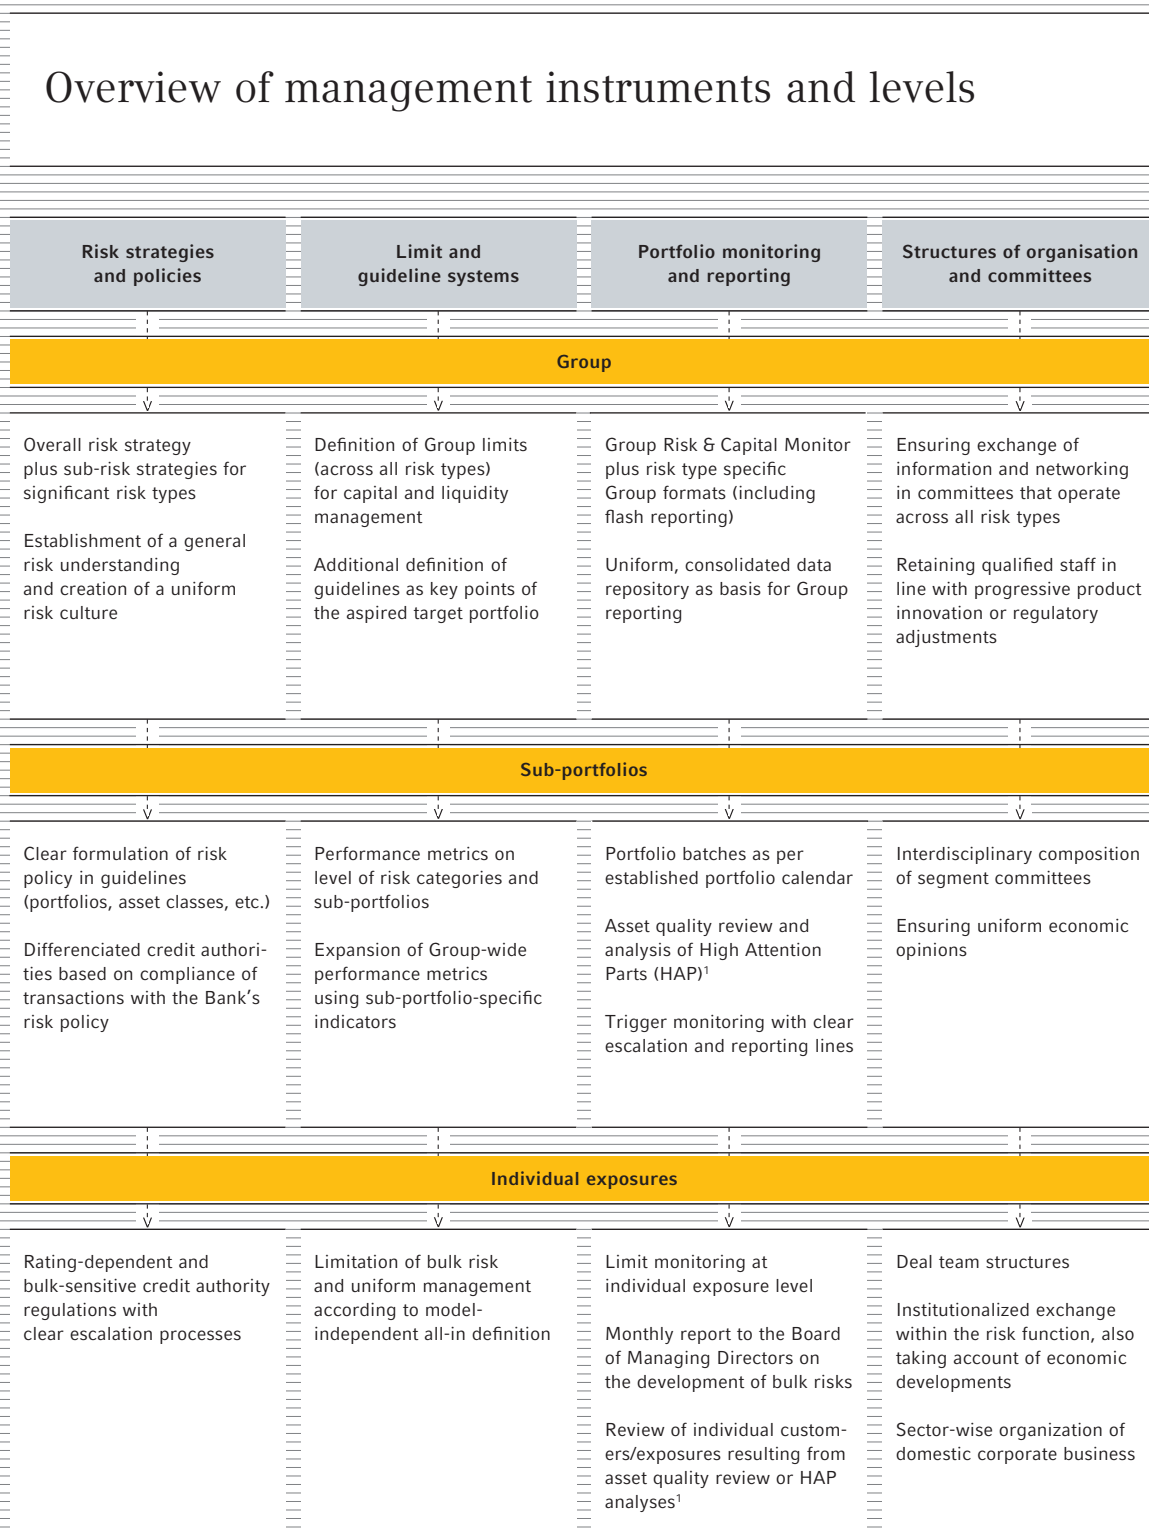 Overview of management instruments and levels
Risk strategies
and policies
Limit and
guideline systems
Portfolio monitoring
and reporting
Structures of organisation
and committees
Group
Overall risk strategy
plus sub-risk strategies for
significant risk types
Establishment of a general
risk understanding
and creation of a uniform
risk culture
Definition of Group limits
(across all risk types)
for capital and liquidity
management
Additional definition of
guidelines as key points of
the aspired target portfolio
Group Risk & Capital Monitor
plus risk type specific
Group formats (including
flash reporting)
Uniform, consolidated data
repository as basis for Group
reporting
Ensuring exchange of
information and networking
in committees that operate
across all risk types
Retaining qualified staff in
line with progressive product
innovation or regulatory
adjustments
Sub-portfolios
Clear formulation of risk
policy in guidelines
(portfolios, asset classes, etc.)
Differenciated credit authori-
ties based on compliance of
transactions with the Bank’s
risk policy
Performance metrics on
level of risk categories and
sub-portfolios
Expansion of Group-wide
performance metrics
using sub-portfolio-specific
indicators
Portfolio batches as per
established portfolio calendar
Asset quality review and
analysis of High Attention
Parts (HAP)¹
Trigger monitoring with clear
escalation and reporting lines
Interdisciplinary composition
of segment committees
Ensuring uniform economic
opinions
Individual exposures
Rating-dependent and
bulk-sensitive credit authority
regulations with
clear escalation processes
Limitation of bulk risk
and uniform management
according to model-
independent all-in definition
Limit monitoring at
individual exposure level
Monthly report to the Board
of Managing Directors on
the development of bulk risks
Review of individual custom-
ers/exposures resulting from
asset quality review or HAP
analyses¹
Deal team structures
Institutionalized exchange
within the risk function, also
taking account of economic
developments
Sector-wise organization of
domestic corporate business